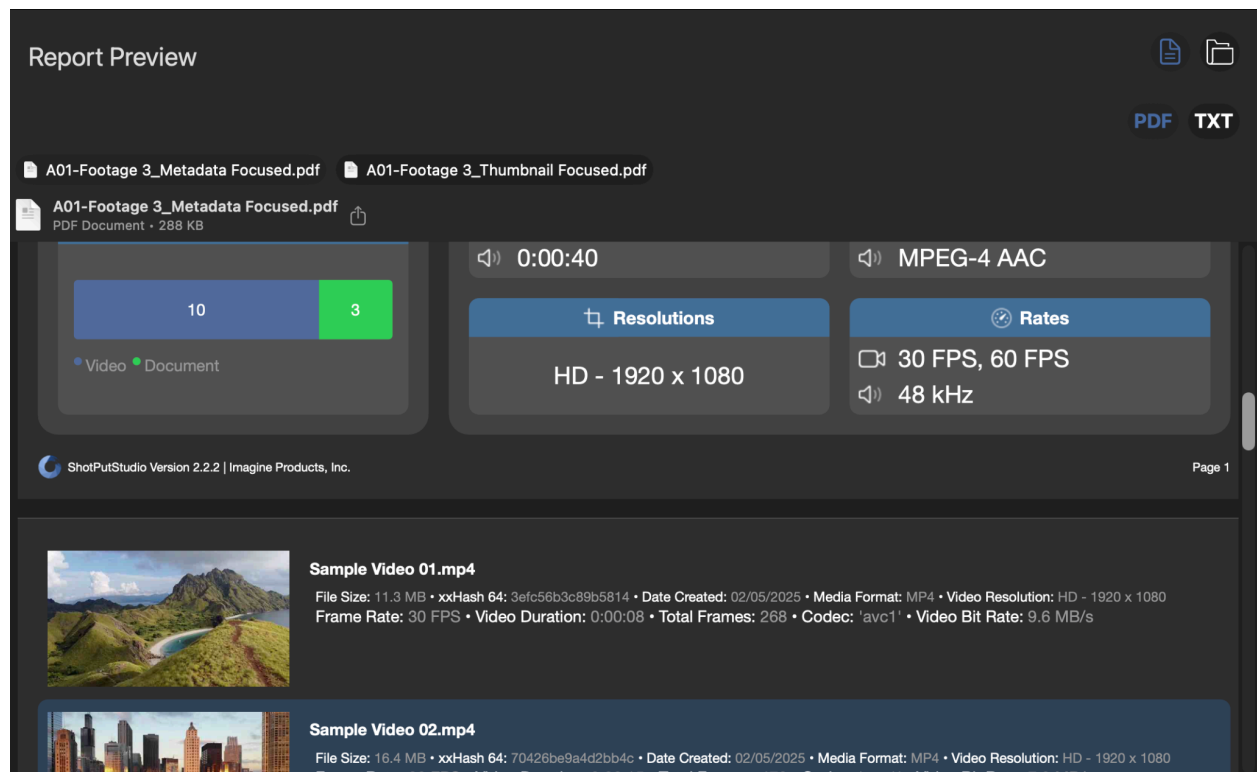 Report Preview
PDF TXT
A01-Footage 3_Metadata Focused.pdf A01-Footage 3_Thumbnail Focused.pdf
A01-Footage 3_Metadata Focused.pdf
PDF Document • 288 KB
10 3
• Video • Document
0:00:40
MPEG-4 AAC
Resolutions
HD - 1920 x 1080
Rates
30 FPS, 60 FPS
48 kHz
ShotPutStudio Version 2.2.2 | Imagine Products, Inc.
Page 1
Sample Video 01.mp4
File Size: 11.3 MB • xxHash 64: 3efc56b3c89b5814 • Date Created: 02/05/2025 • Media Format: MP4 • Video Resolution: HD - 1920 x 1080
Frame Rate: 30 FPS • Video Duration: 0:00:08 • Total Frames: 268 • Codec: 'avc1' • Video Bit Rate: 9.6 MB/s
Sample Video 02.mp4
File Size: 16.4 MB • xxHash 64: 70426be9a4d2bb4c • Date Created: 02/05/2025 • Media Format: MP4 • Video Resolution: HD - 1920 x 1080